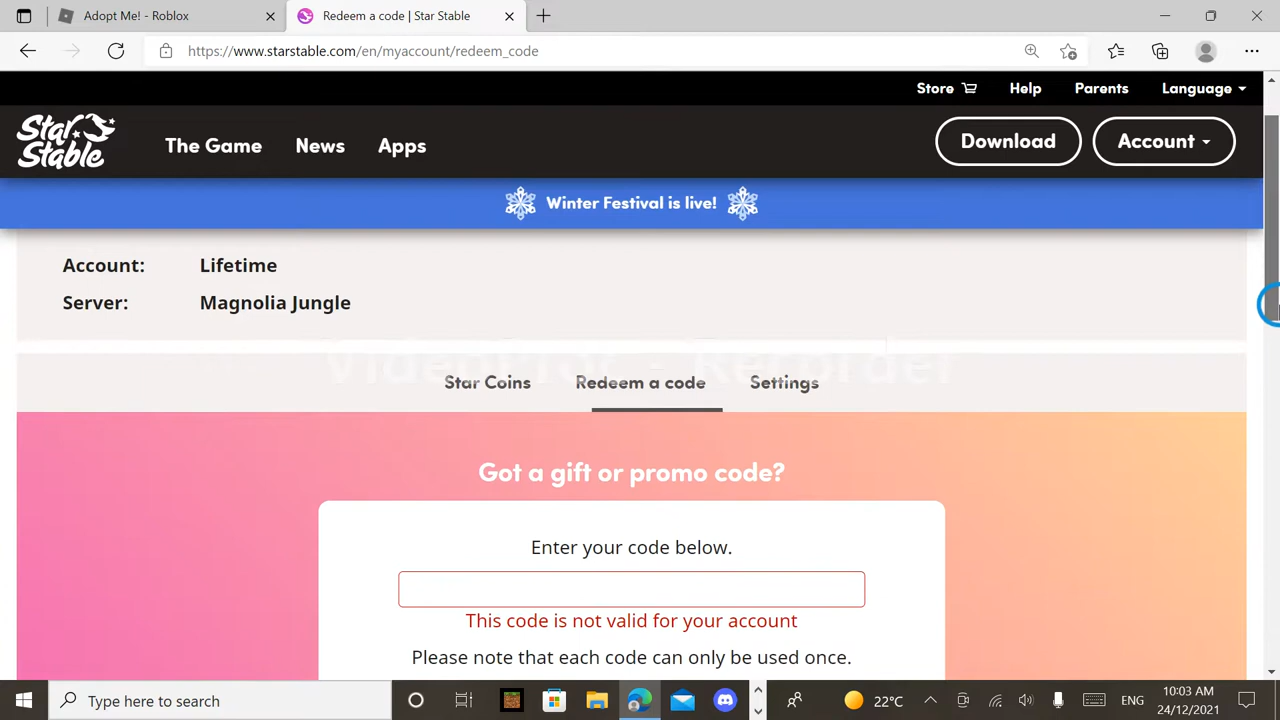 Adopt Me! - Roblox
Redeem a code | Star Stable
https://www.starstable.com/en/myaccount/redeem_code
Store
Help
Parents
Language
Star Stable
The Game
News
Apps
Download
Account
Winter Festival is live!
Account: Lifetime
Server: Magnolia Jungle
VideoProc - Recorder
Star Coins
Redeem a code
Settings
Got a gift or promo code?
Enter your code below.
This code is not valid for your account
Please note that each code can only be used once.
Type here to search
22°C
ENG
10:03 AM
24/12/2021